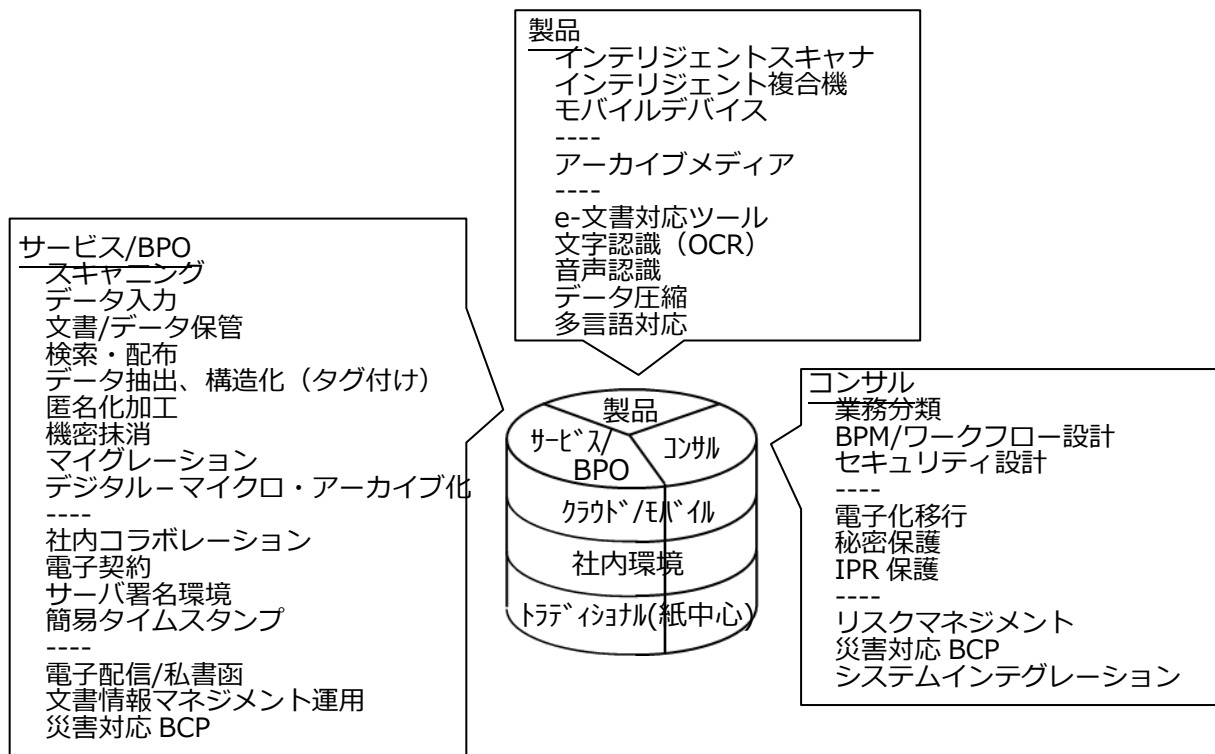 製品
インテリジェントスキャナ
インテリジェント複合機
モバイルデバイス
----
アーカイブメディア
----
e-文書対応ツール
文字認識（OCR）
音声認識
データ圧縮
多言語対応
サービス/BPO
スキャニング
データ入力
文書/データ保管
検索・配布
データ抽出、構造化（タグ付け）
匿名化加工
機密抹消
マイグレーション
デジタル－マイクロ・アーカイブ化
----
社内コラボレーション
電子契約
サーバ署名環境
簡易タイムスタンプ
----
電子配信/私書函
文書情報マネジメント運用
災害対応 BCP
製品
ｻｰﾋﾞｽ/
BPO
ｺﾝｻﾙ
ｸﾗｳﾄﾞ/ﾓﾊﾞｲﾙ
社内環境
ﾄﾗﾃﾞｨｼｮﾅﾙ(紙中心)
コンサル
業務分類
BPM/ワークフロー設計
セキュリティ設計
----
電子化移行
秘密保護
IPR 保護
----
リスクマネジメント
災害対応 BCP
システムインテグレーション